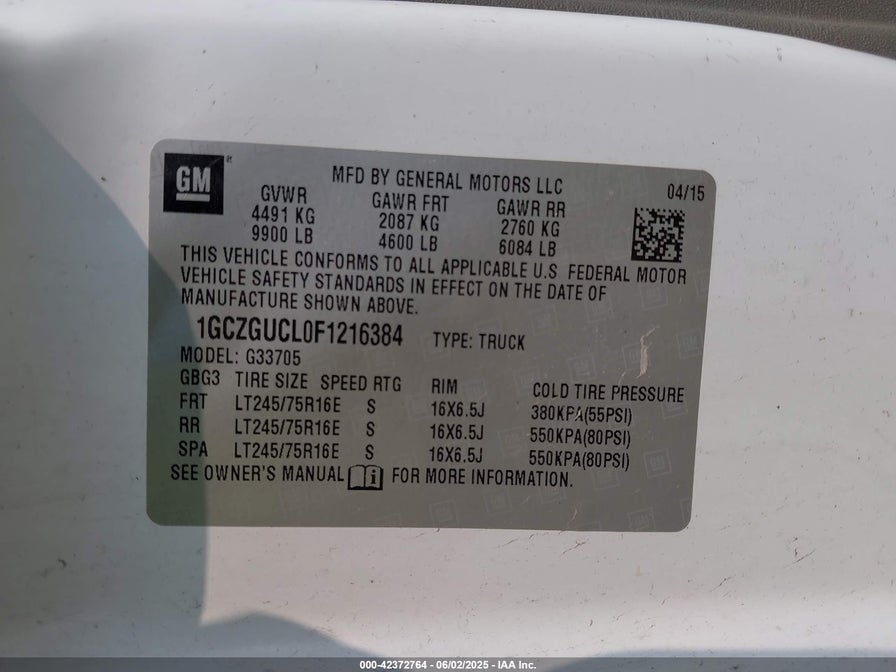 GM
MFD BY GENERAL MOTORS LLC
04/15
GVWR GAWR FRT GAWR RR
4491 KG 2087 KG 2760 KG
9900 LB 4600 LB 6084 LB
THIS VEHICLE CONFORMS TO ALL APPLICABLE U.S FEDERAL MOTOR
VEHICLE SAFETY STANDARDS IN EFFECT ON THE DATE OF
MANUFACTURE SHOWN ABOVE.
1GCZGUCL0F1216384 TYPE: TRUCK
MODEL: G33705
GBG3 TIRE SIZE SPEED RTG RIM COLD TIRE PRESSURE
FRT LT245/75R16E S 16X6.5J 380KPA(55PSI)
RR LT245/75R16E S 16X6.5J 550KPA(80PSI)
SPA LT245/75R16E S 16X6.5J 550KPA(80PSI)
SEE OWNER'S MANUAL FOR MORE INFORMATION.
000-42372764 - 06/02/2025 - IAA Inc.